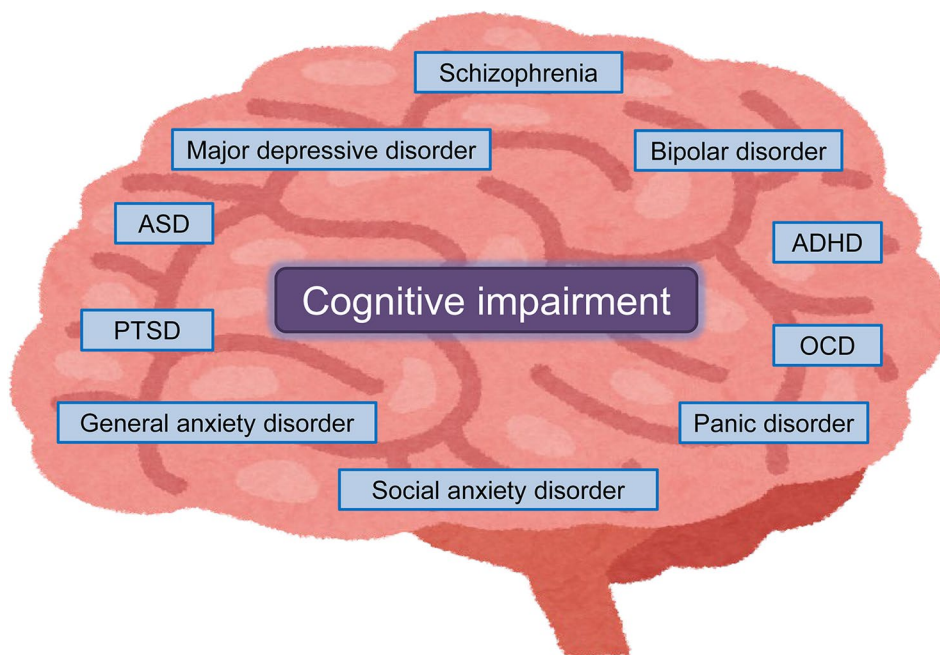 Schizophrenia
Major depressive disorder
Bipolar disorder
ASD
ADHD
Cognitive impairment
PTSD
OCD
General anxiety disorder
Panic disorder
Social anxiety disorder